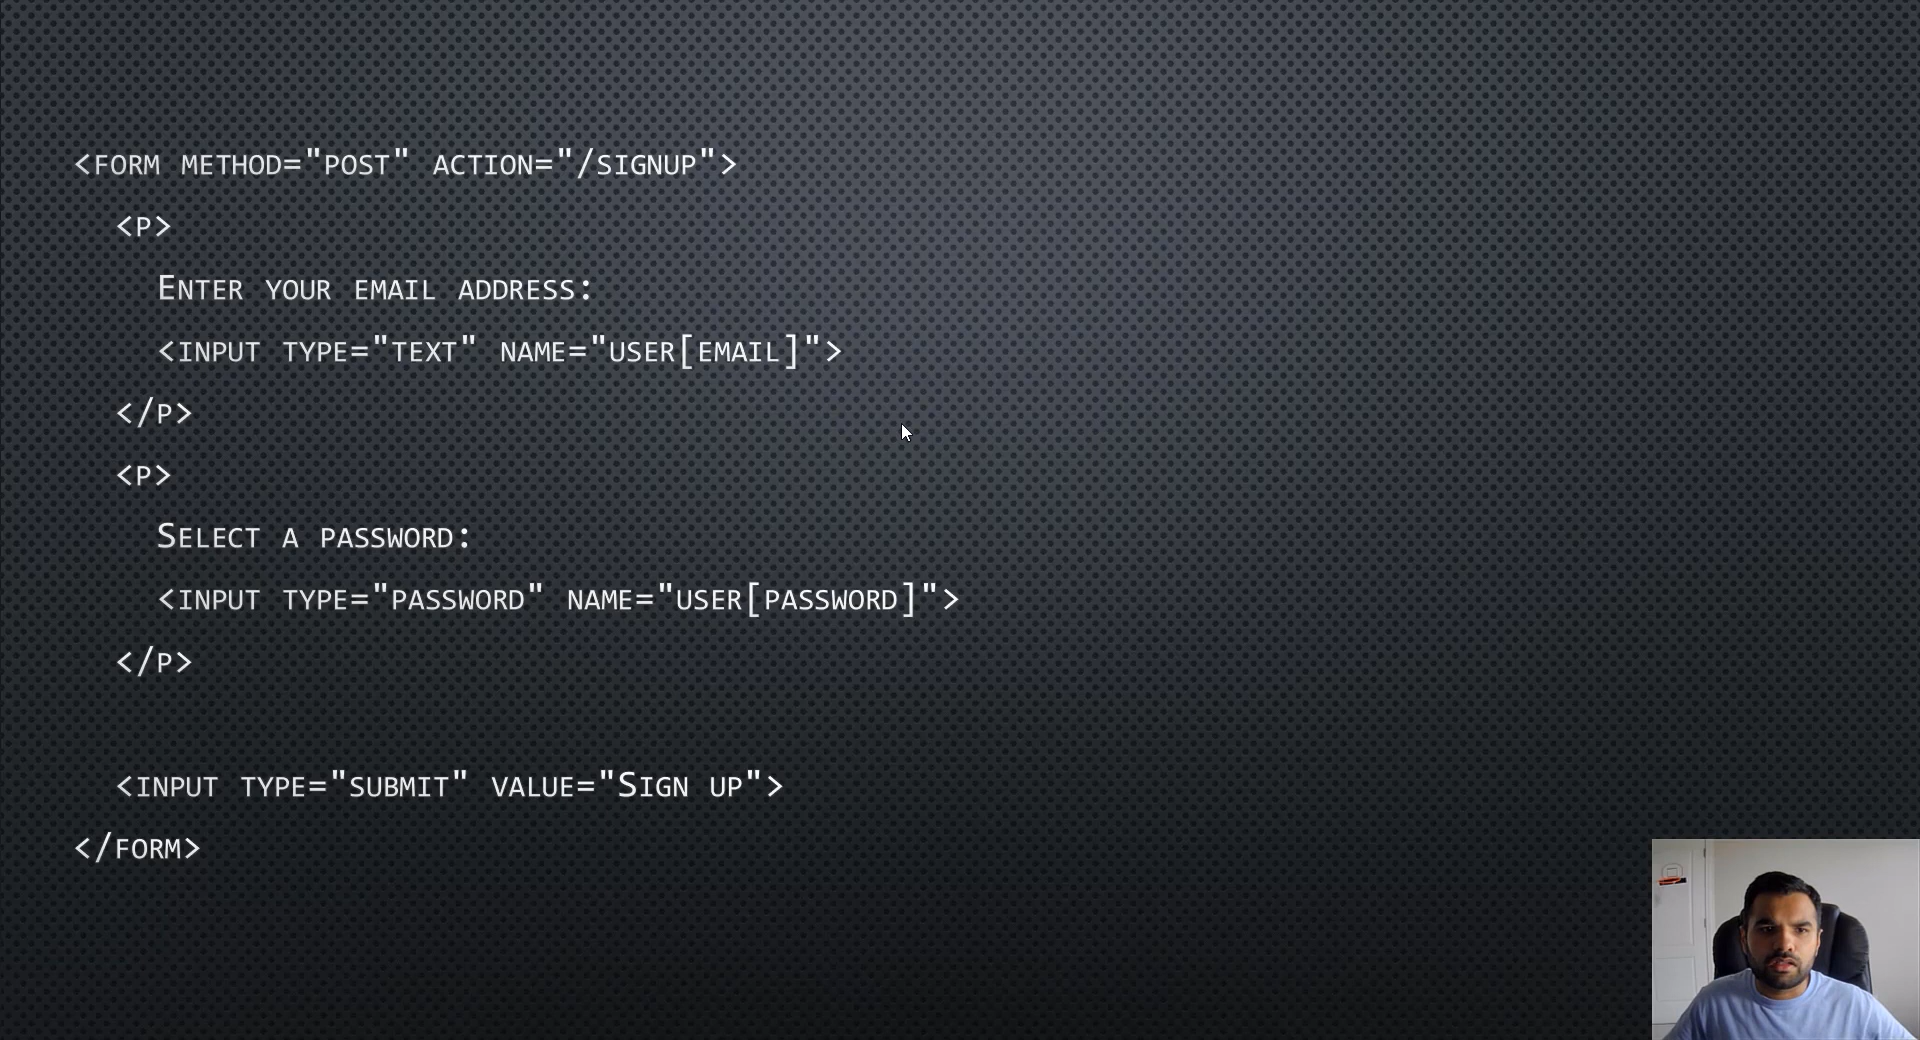 <FORM METHOD="POST" ACTION="/SIGNUP">
<P>
ENTER YOUR EMAIL ADDRESS:
<INPUT TYPE="TEXT" NAME="USER[EMAIL]">
</P>
<P>
SELECT A PASSWORD:
<INPUT TYPE="PASSWORD" NAME="USER[PASSWORD]">
</P>
<INPUT TYPE="SUBMIT" VALUE="SIGN UP">
</FORM>